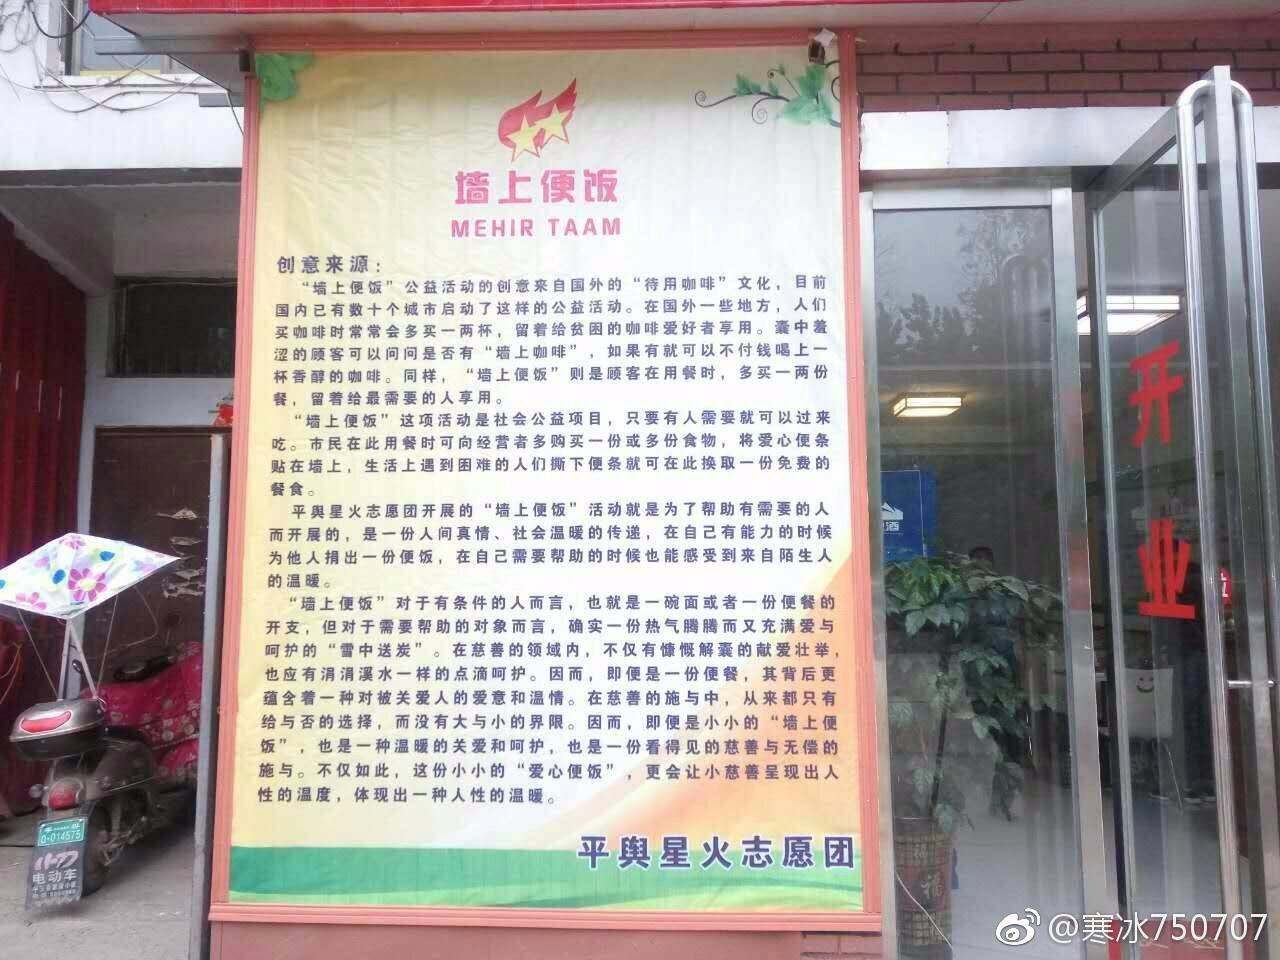 墙上便饭
MEHIR TAAM
创意来源：
“墙上便饭”公益活动的创意来自国外的“待用咖啡”文化，目前
国内已有数十个城市启动了这样的公益活动。在国外一些地方，人们
买咖啡时常常会多买一两杯，留着给贫困的咖啡爱好者享用。囊中羞
涩的顾客可以问问是否有“墙上咖啡”，如果有就可以不付钱喝上一
杯香醇的咖啡。同样，“墙上便饭”则是顾客在用餐时，多买一两份
餐，留着给最需要的人享用。
“墙上便饭”这项活动是社会公益项目，只要有人需要就可以过来
吃。市民在此用餐时可向经营者多购买一份或多份食物，将爱心便条
贴在墙上，生活上遇到困难的人们撕下便条就可在此换取一份免费的
餐食。
平舆星火志愿团开展的“墙上便饭”活动就是为了帮助有需要的人
而开展的，是一份人间真情、社会温暖的传递，在自己有能力的时候
为他人捐出一份便饭，在自己需要帮助的时候也能感受到来自陌生人
的温暖。
“墙上便饭”对于有条件的人而言，也就是一碗面或者一份便餐的
开支，但对于需要帮助的对象而言，确实一份热气腾腾而又充满爱与
呵护的“雪中送炭”。在慈善的领域内，不仅有慷慨解囊的献爱壮举，
也应有涓涓溪水一样的点滴呵护。因而，即便是一份便餐，其背后更
蕴含着一种对被关爱人的爱意和温情。在慈善的施与中，从来都只有
给与否的选择，而没有大与小的界限。因而，即便是小小的“墙上便
饭”，也是一种温暖的关爱和呵护，也是一份看得见的慈善与无偿的
施与。不仅如此，这份小小的“爱心便饭”，更会让小慈善呈现出人
性的温度，体现出一种人性的温暖。
平舆星火志愿团
开业
酒
福
Q-014575
电动车
@寒冰750707